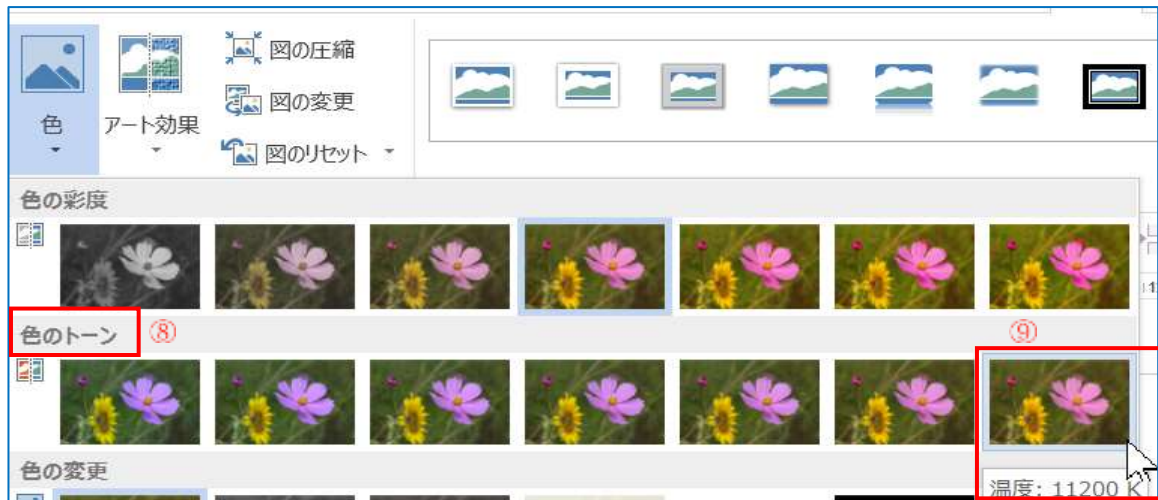 図の圧縮
図の変更
図のリセット
色
アート効果
色の彩度
色のトーン ⑧ ⑨
色の変更
温度: 11200 K